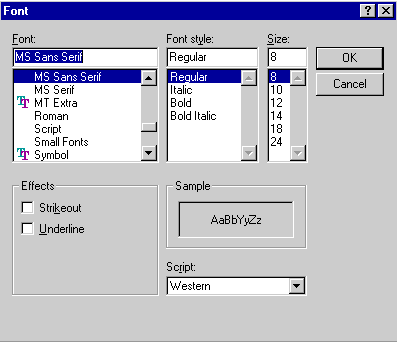 Font
Font:
MS Sans Serif
MS Sans Serif
MS Serif
MT Extra
Roman
Script
Small Fonts
Symbol
Font style:
Regular
Regular
Italic
Bold
Bold Italic
Size:
8
8
10
12
14
18
24
OK
Cancel
Effects
Strikeout
Underline
Sample
AaBbYyZz
Script:
Western